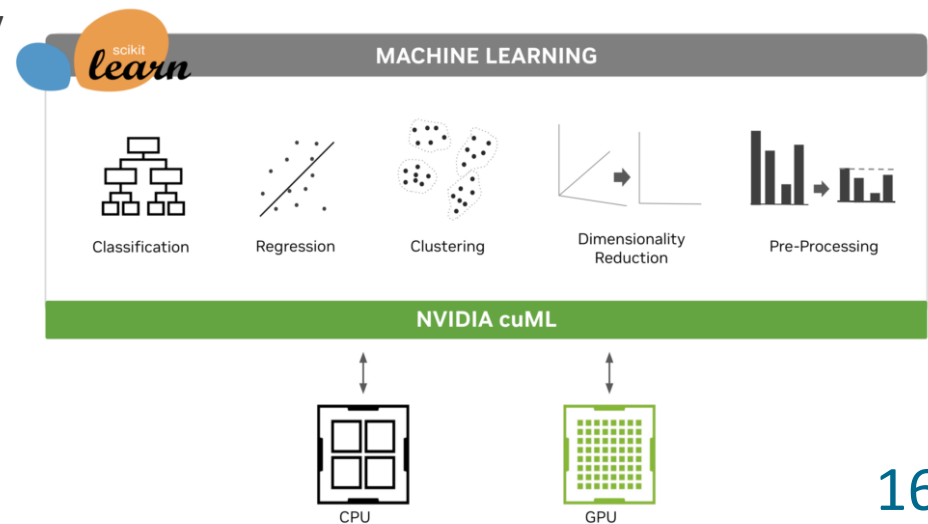 scikit
learn
MACHINE LEARNING
Classification
Regression
Clustering
Dimensionality
Reduction
Pre-Processing
NVIDIA cuML
CPU
GPU
16